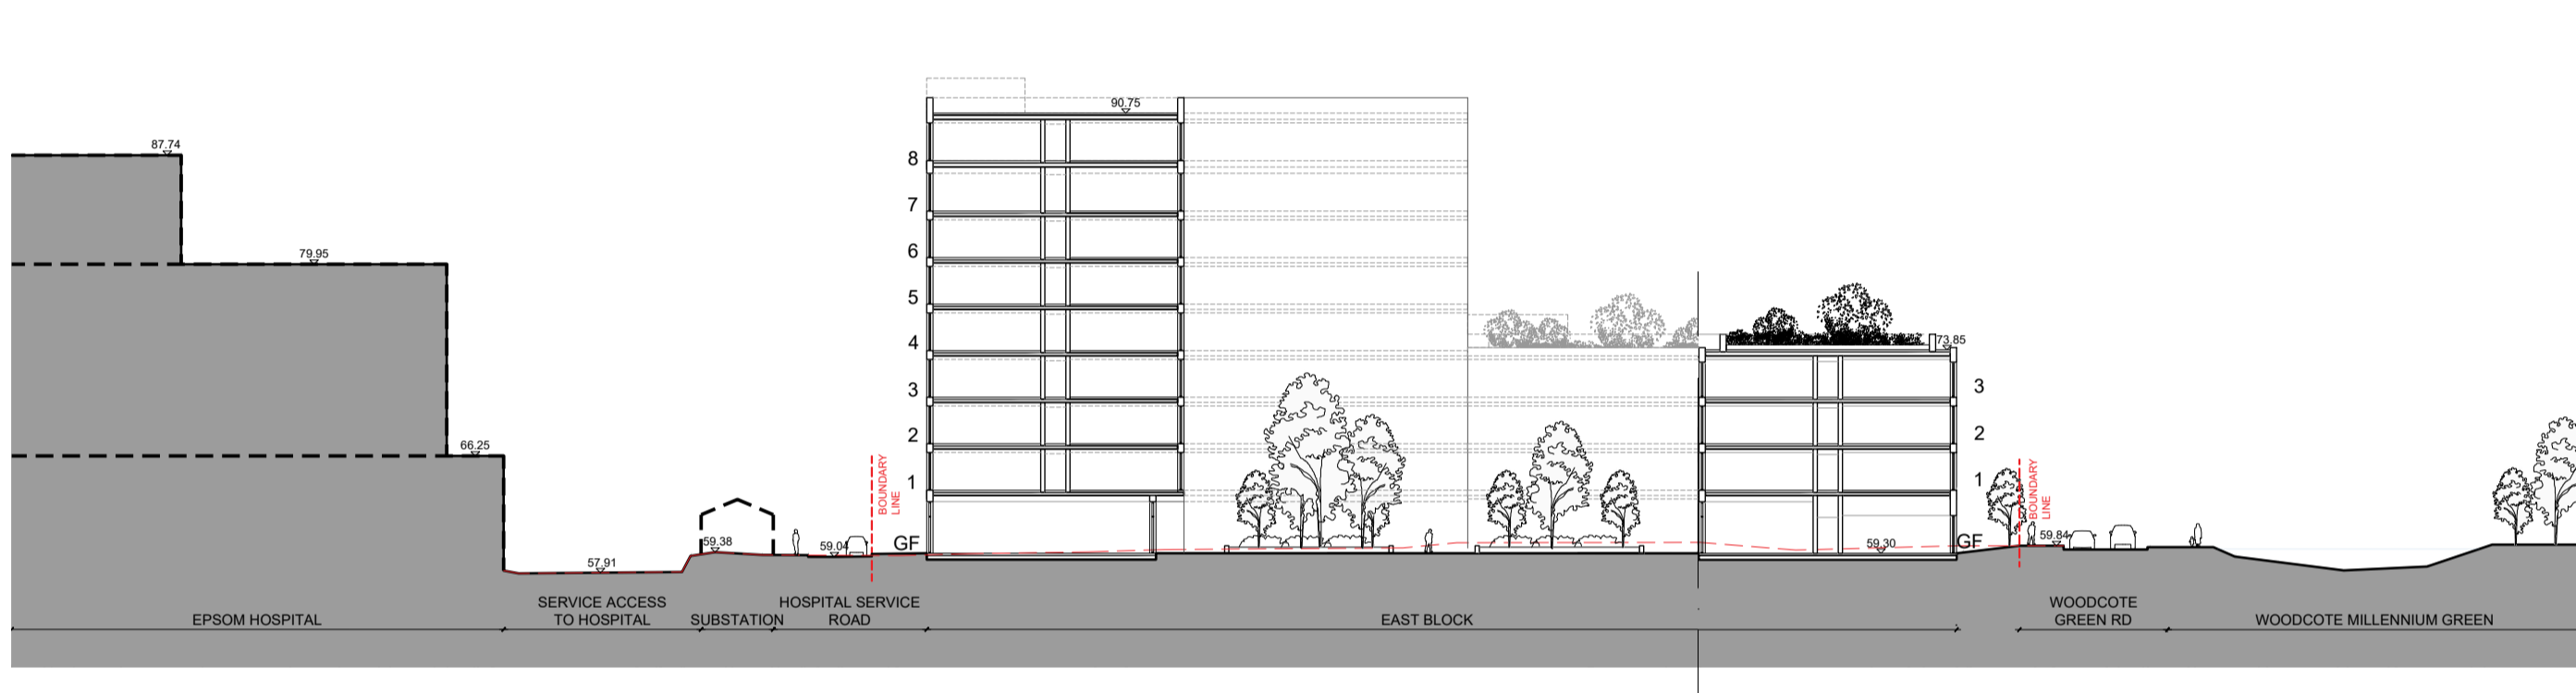 90.75
87.74
8
7
79.95
6
5
4
73.85
3
3
2
2
66.25
BOUNDARY
LINE
BOUNDARY
LINE
1
1
59.38
59.04
GF
59.30
GF
59.84
57.91
EPSOM HOSPITAL
SERVICE ACCESS
TO HOSPITAL
SUBSTATION
HOSPITAL SERVICE
ROAD
EAST BLOCK
WOODCOTE
GREEN RD
WOODCOTE MILLENNIUM GREEN